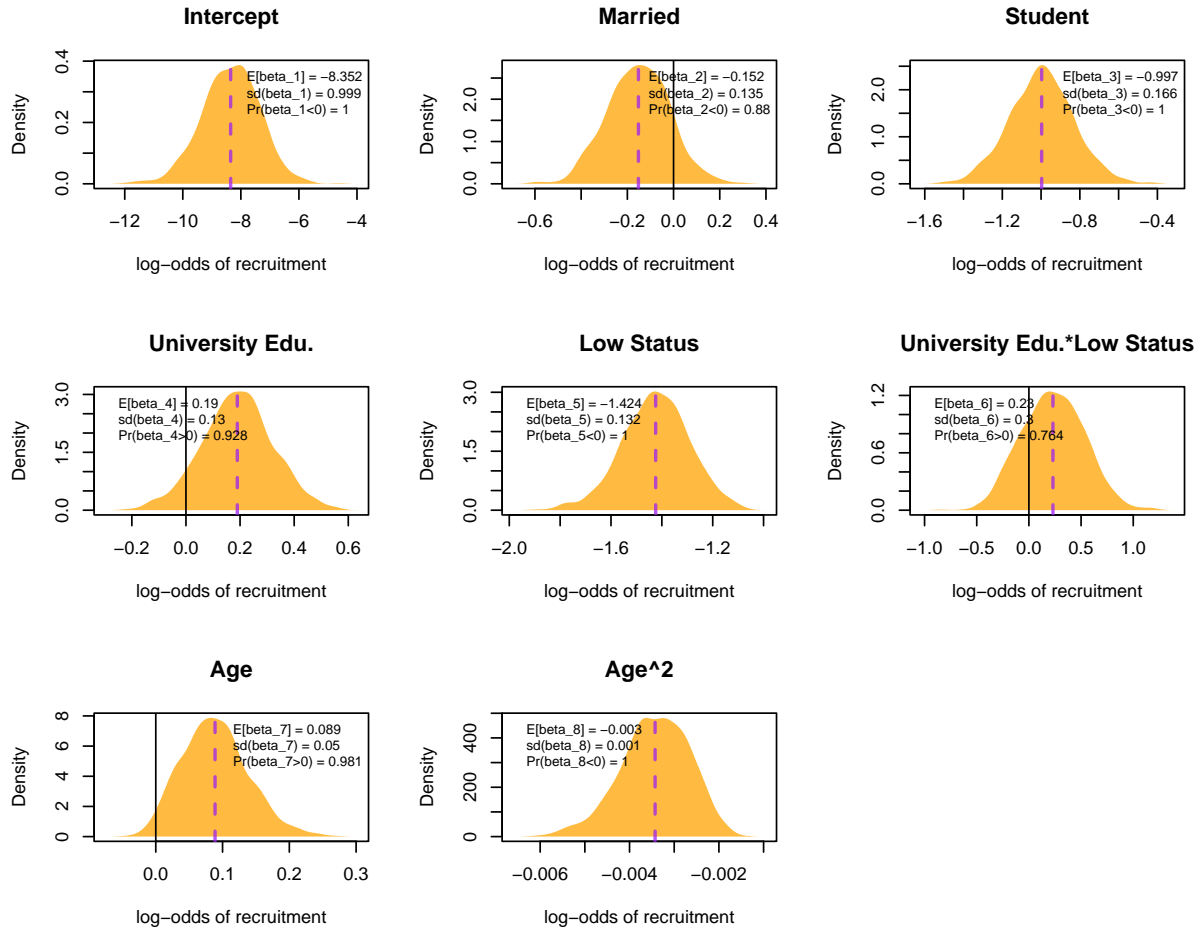 Intercept
Density
0.0 0.2 0.4
E[beta_1] = −8.352
sd(beta_1) = 0.999
Pr(beta_1<0) = 1
−12 −10 −8 −6 −4
log−odds of recruitment
Married
Density
0.0 1.0 2.0
E[beta_2] = −0.152
sd(beta_2) = 0.135
Pr(beta_2<0) = 0.88
−0.6 −0.2 0.0 0.2 0.4
log−odds of recruitment
Student
Density
0.0 1.0 2.0
E[beta_3] = −0.997
sd(beta_3) = 0.166
Pr(beta_3<0) = 1
−1.6 −1.2 −0.8 −0.4
log−odds of recruitment
University Edu.
Density
0.0 1.5 3.0
E[beta_4] = 0.19
sd(beta_4) = 0.13
Pr(beta_4>0) = 0.928
−0.2 0.0 0.2 0.4 0.6
log−odds of recruitment
Low Status
Density
0.0 1.5 3.0
E[beta_5] = −1.424
sd(beta_5) = 0.132
Pr(beta_5<0) = 1
−2.0 −1.6 −1.2
log−odds of recruitment
University Edu.*Low Status
Density
0.0 0.6 1.2
E[beta_6] = 0.23
sd(beta_6) = 0.3
Pr(beta_6>0) = 0.764
−1.0 −0.5 0.0 0.5 1.0
log−odds of recruitment
Age
Density
0 2 4 6 8
E[beta_7] = 0.089
sd(beta_7) = 0.05
Pr(beta_7>0) = 0.981
0.0 0.1 0.2 0.3
log−odds of recruitment
Age^2
Density
0 200 400
E[beta_8] = −0.003
sd(beta_8) = 0.001
Pr(beta_8<0) = 1
−0.006 −0.004 −0.002
log−odds of recruitment